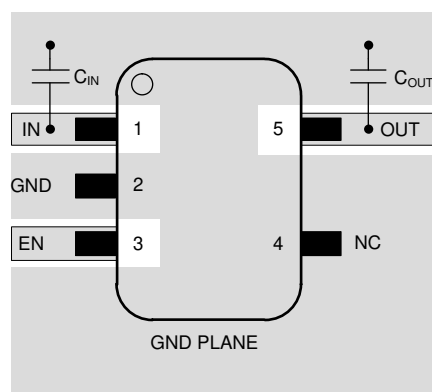 C_IN
C_OUT
IN 1 5 OUT
GND 2
EN 3 4 NC
GND PLANE